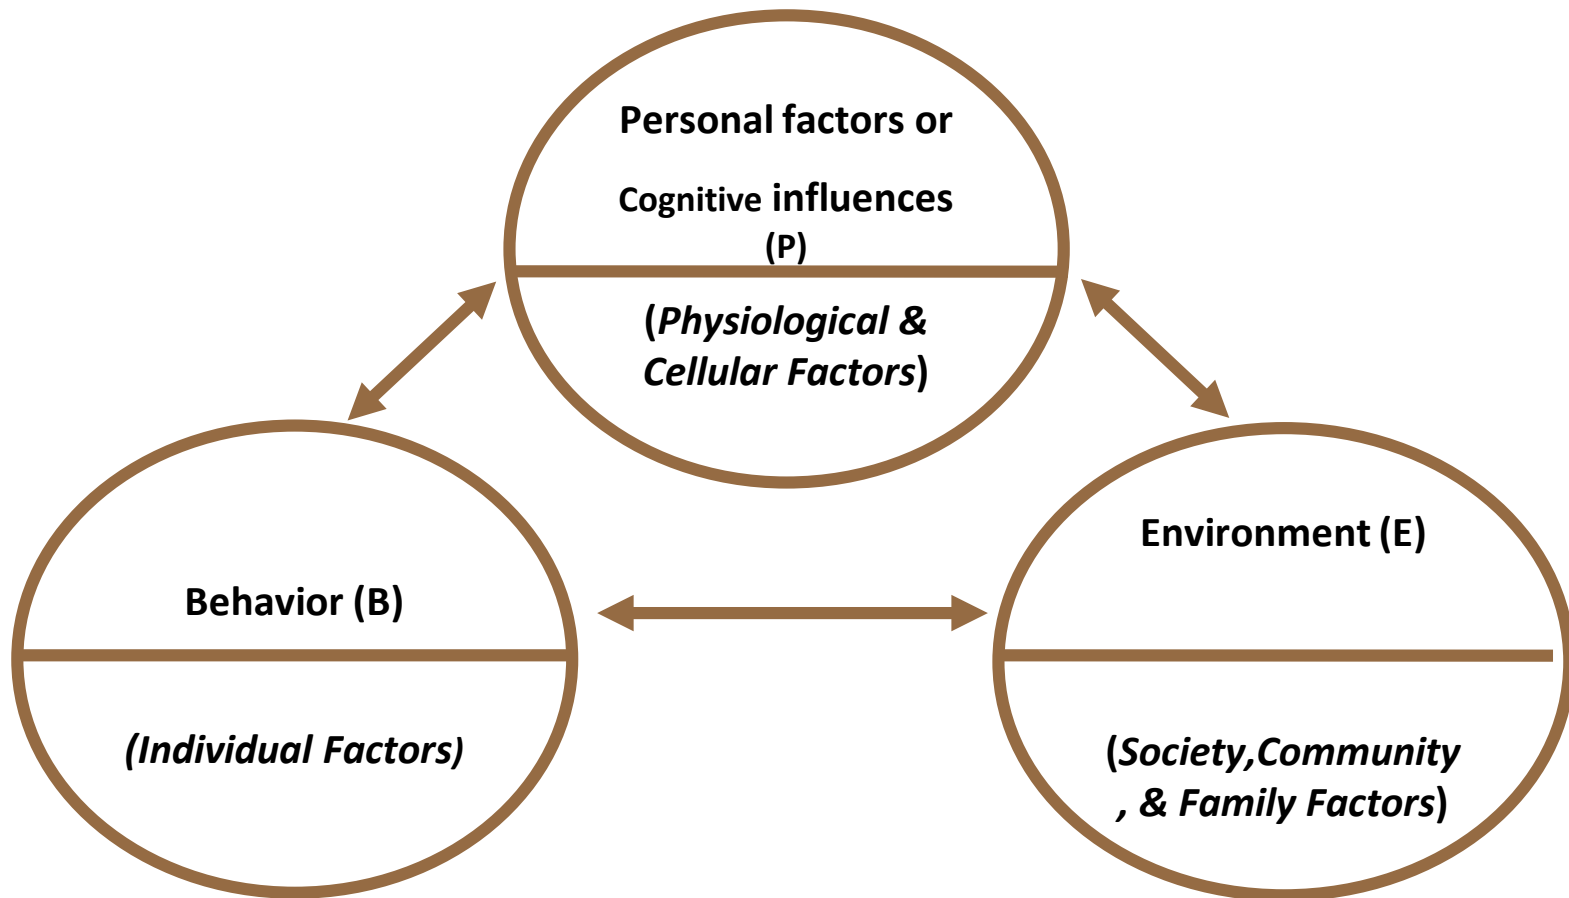 Personal factors or
Cognitive influences
(P)
(Physiological &
Cellular Factors)
Behavior (B)
(Individual Factors)
Environment (E)
(Society,Community
, & Family Factors)